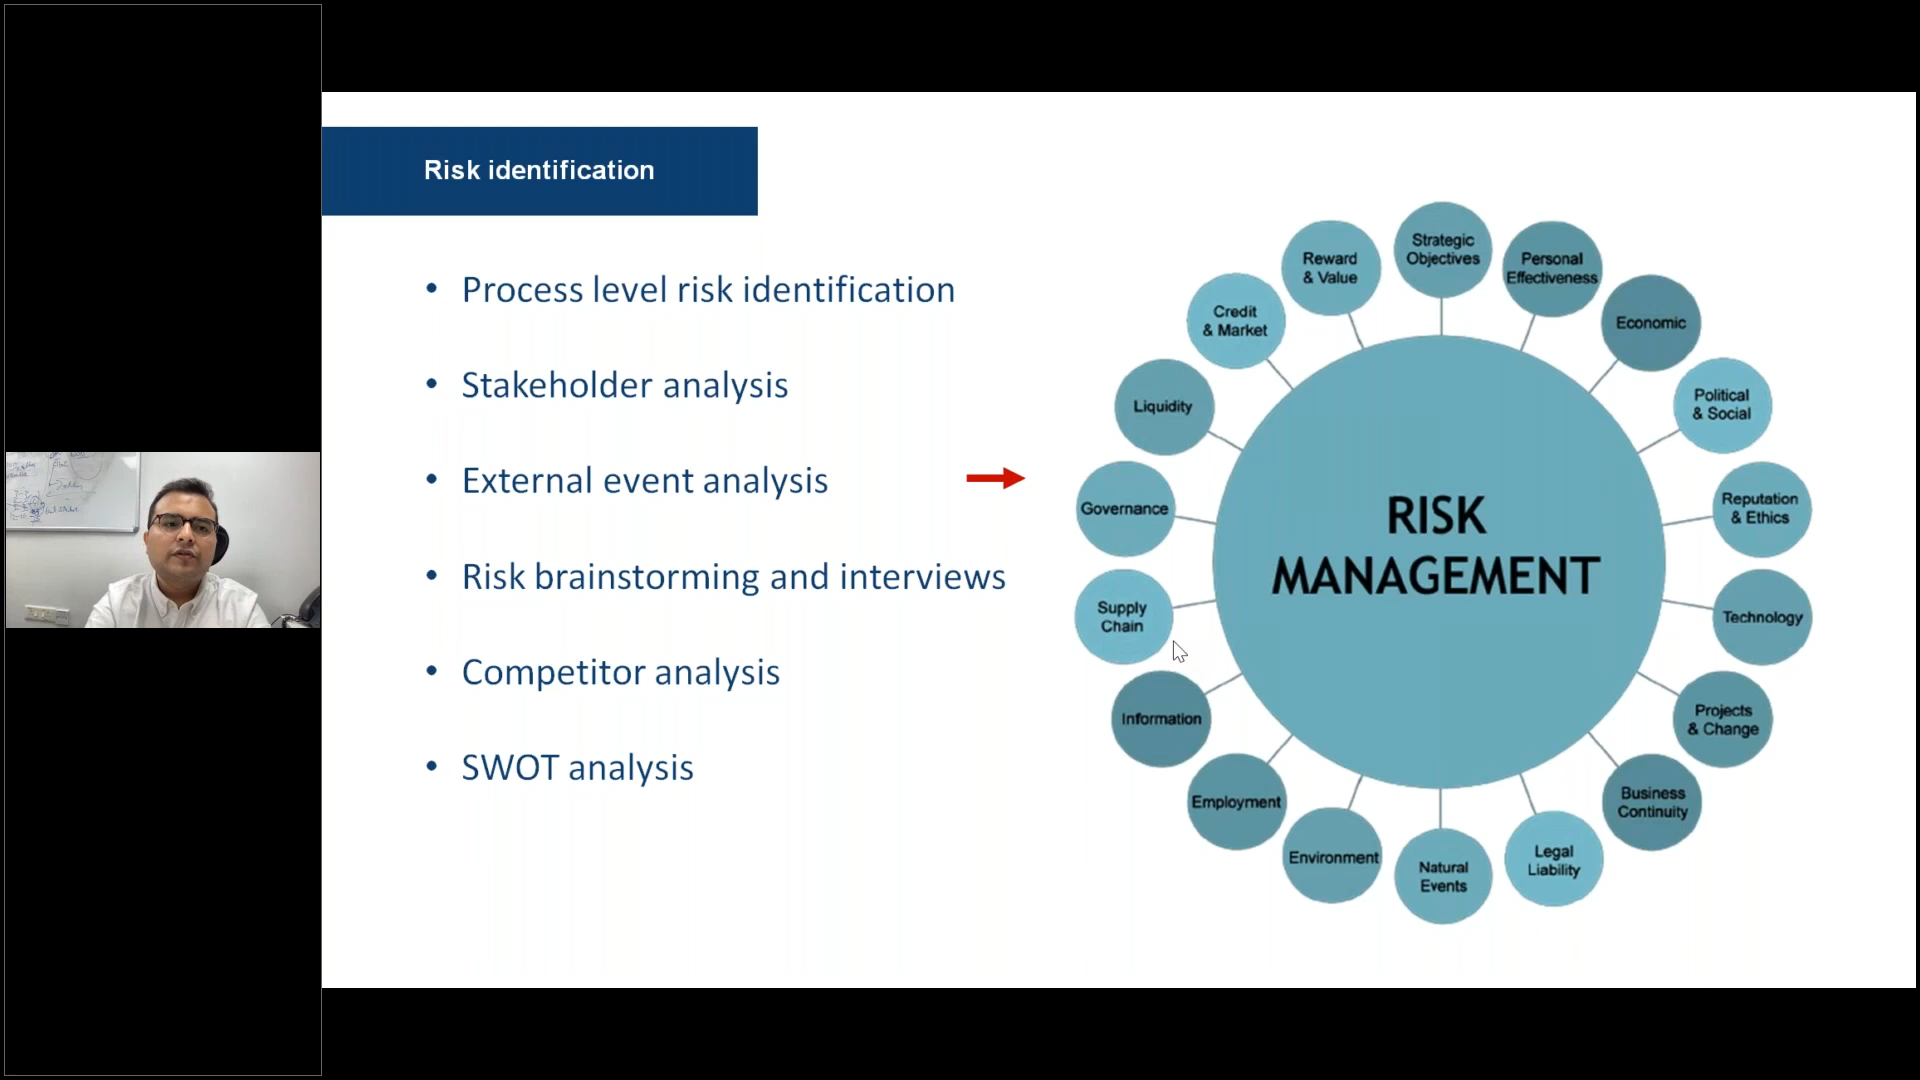 Risk identification
• Process level risk identification
• Stakeholder analysis
• External event analysis
• Risk brainstorming and interviews
• Competitor analysis
• SWOT analysis
RISK
MANAGEMENT
Strategic
Objectives
Personal
Effectiveness
Economic
Political
& Social
Reputation
& Ethics
Technology
Projects
& Change
Business
Continuity
Legal
Liability
Natural
Events
Environment
Employment
Information
Supply
Chain
Governance
Liquidity
Credit
& Market
Reward
& Value